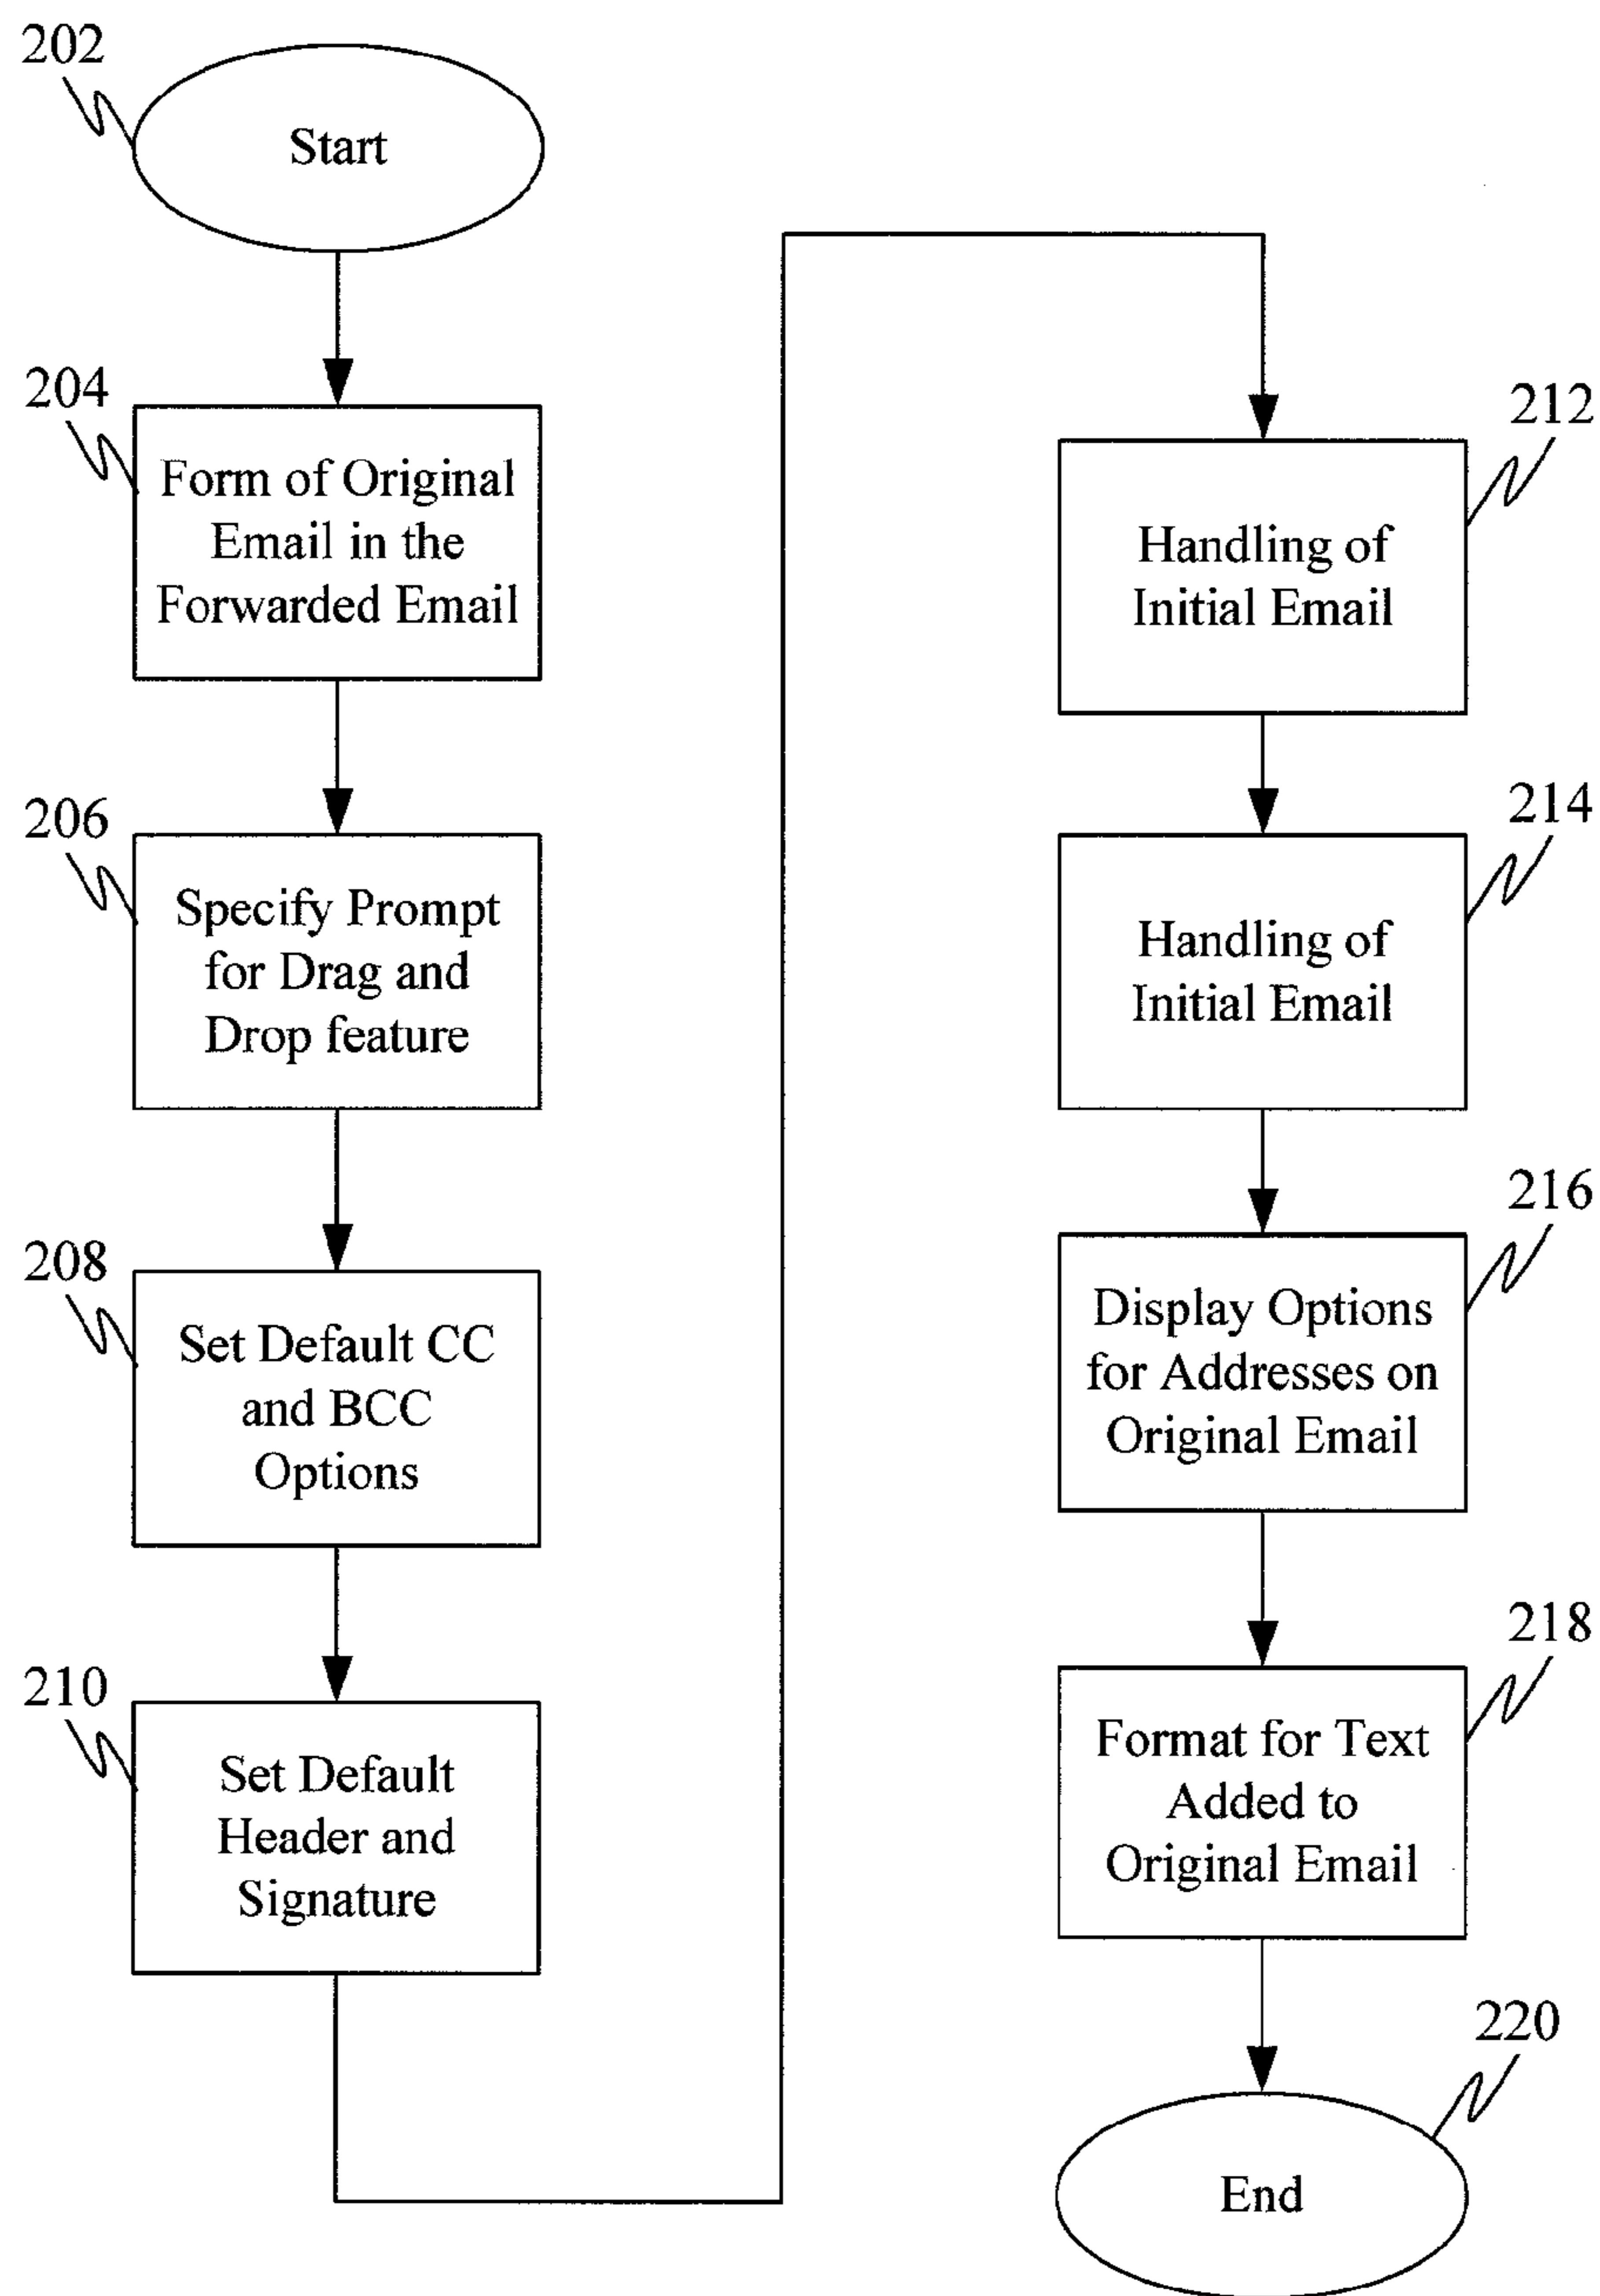 202
Start
204
Form of Original
Email in the
Forwarded Email
206
Specify Prompt
for Drag and
Drop feature
208
Set Default CC
and BCC
Options
210
Set Default
Header and
Signature
212
Handling of
Initial Email
214
Handling of
Initial Email
216
Display Options
for Addresses on
Original Email
218
Format for Text
Added to
Original Email
220
End